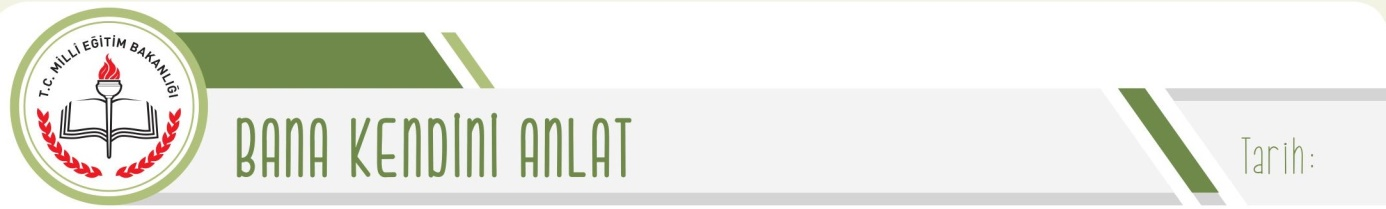 T.C. MİLLİ EĞİTİM BAKANLIĞI
BANA KENDİNİ ANLAT
Tarih: